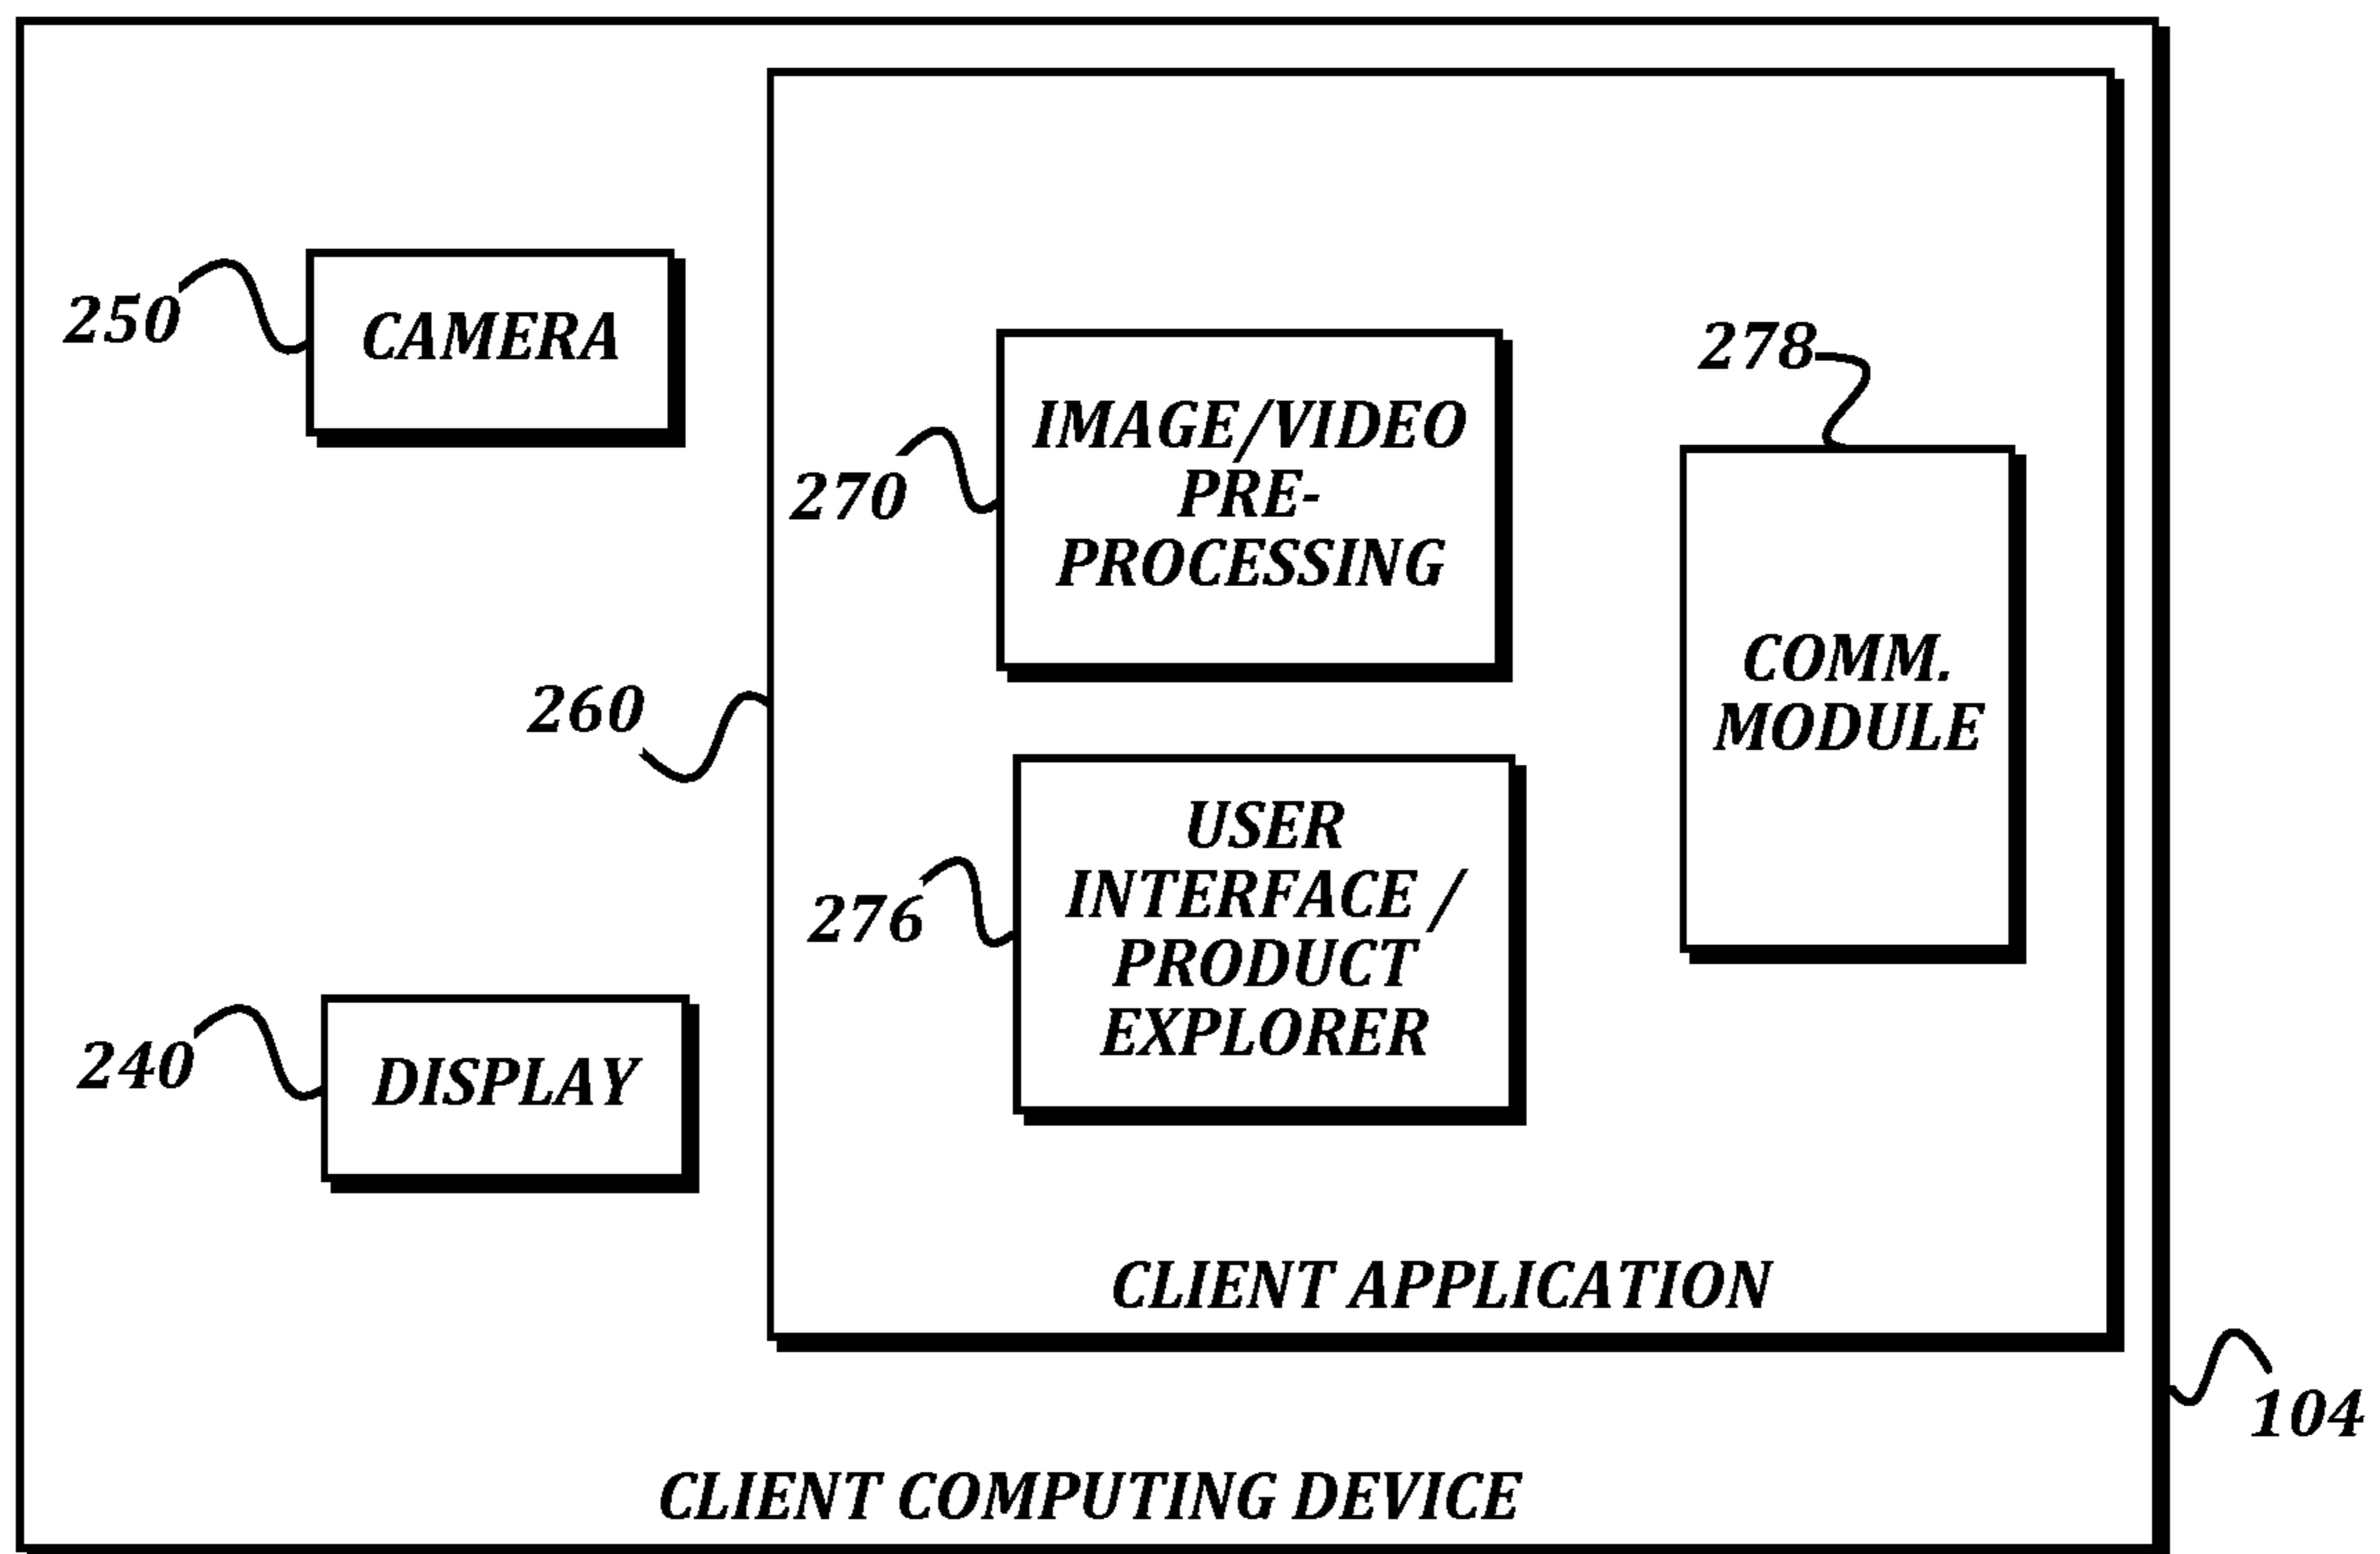 250
CAMERA
270
IMAGE/VIDEO
PRE-
PROCESSING
278
COMM.
MODULE
260
276
USER
INTERFACE /
PRODUCT
EXPLORER
240
DISPLAY
CLIENT APPLICATION
104
CLIENT COMPUTING DEVICE